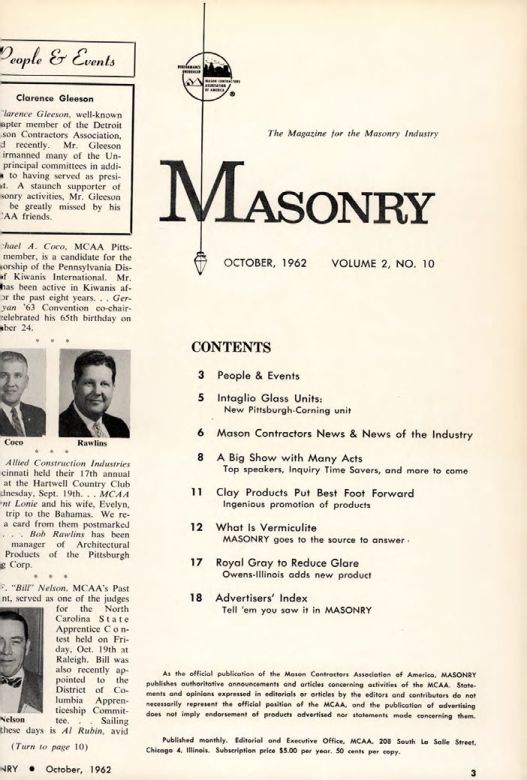 People & Events
Clarence Gleeson
Clarence Gleeson, well-known
member of the Detroit
Contractors Association,
recently. Mr. Gleeson
many of the Un-
principal committees in addi-
to having served as presi-
A staunch supporter of
activities, Mr. Gleeson
be greatly missed by his
friends.
A. Coco, MCAA Pitts-
member, is a candidate for the
of the Pennsylvania Dis-
Kiwanis International. Mr.
has been active in Kiwanis af-
the past eight years. . . Ger-
'63 Convention co-chair-
celebrated his 65th birthday on
24.
* * *
Coco
Rawlins
* * *
Allied Construction Industries
held their 17th annual
at the Hartwell Country Club
Sept. 19th. . . MCAA
Lonie and his wife, Evelyn,
trip to the Bahamas. We re-
a card from them postmarked
. . . Bob Rawlins has been
manager of Architectural
Products of the Pittsburgh
Corp.
* * *
"Bill" Nelson, MCAA's Past
served as one of the judges
for the North
Carolina State
Apprentice Con-
test held on Fri-
day, Oct. 19th at
Raleigh. Bill was
also recently ap-
pointed to the
District of Co-
lumbia Appren-
ticeship Commit-
tee. . . Sailing
Nelson
these days is Al Rubin, avid
(Turn to page 10)
MASON CONTRACTORS
ASSOCIATION
OF AMERICA
®
The Magazine for the Masonry Industry
MASONRY
OCTOBER, 1962 VOLUME 2, NO. 10
CONTENTS
3 People & Events
5 Intaglio Glass Units:
New Pittsburgh-Corning unit
6 Mason Contractors News & News of the Industry
8 A Big Show with Many Acts
Top speakers, Inquiry Time Savers, and more to come
11 Clay Products Put Best Foot Forward
Ingenious promotion of products
12 What Is Vermiculite
MASONRY goes to the source to answer
17 Royal Gray to Reduce Glare
Owens-Illinois adds new product
18 Advertisers' Index
Tell 'em you saw it in MASONRY
As the official publication of the Mason Contractors Association of America, MASONRY
publishes authoritative announcements and articles concerning activities of the MCAA. State-
ments and opinions expressed in editorials or articles by the editors and contributors do not
necessarily represent the official position of the MCAA, and the publication of advertising
does not imply endorsement of products advertised nor statements made concerning them.
Published monthly. Editorial and Executive Office, MCAA, 208 South La Salle Street,
Chicago 4, Illinois. Subscription price $5.00 per year. 50 cents per copy.
• October, 1962
3